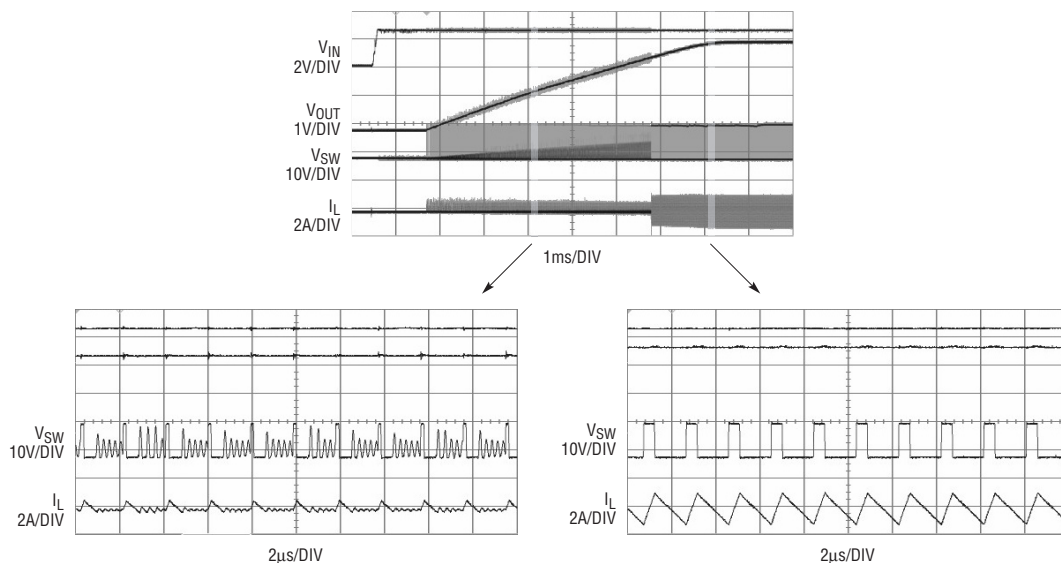 V_IN
2V/DIV
V_OUT
1V/DIV
V_SW
10V/DIV
I_L
2A/DIV
1ms/DIV
V_SW
10V/DIV
I_L
2A/DIV
2µs/DIV
V_SW
10V/DIV
I_L
2A/DIV
2µs/DIV